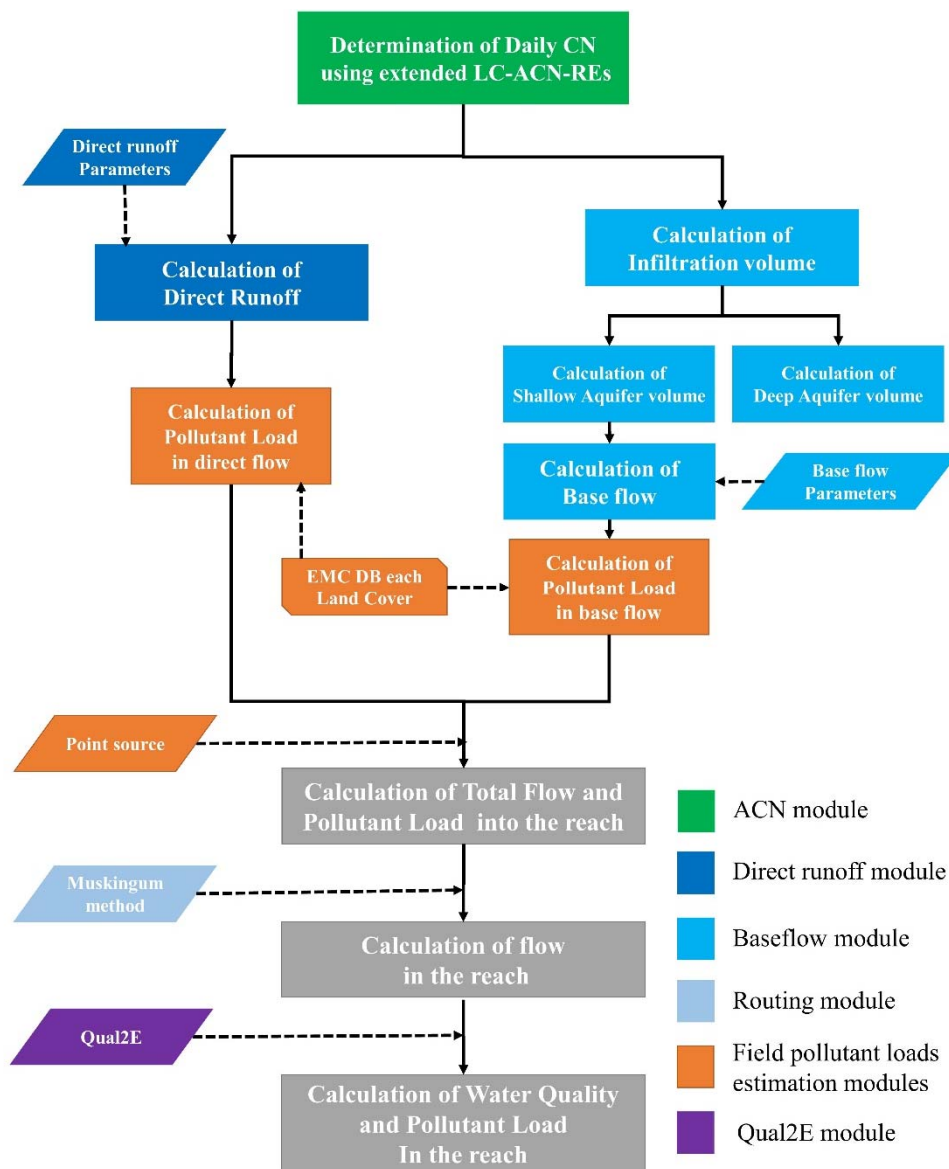 Determination of Daily CN
using extended LC-ACN-REs
Direct runoff
Parameters
Calculation of
Direct Runoff
Calculation of
Infiltration volume
Calculation of
Shallow Aquifer volume
Calculation of
Deep Aquifer volume
Calculation of
Pollutant Load
in direct flow
Calculation of
Base flow
Base flow
Parameters
EMC DB each
Land Cover
Calculation of
Pollutant Load
in base flow
Point source
Calculation of Total Flow and
Pollutant Load into the reach
Muskingum
method
Calculation of flow
in the reach
Qual2E
Calculation of Water Quality
and Pollutant Load
In the reach
ACN module
Direct runoff module
Baseflow module
Routing module
Field pollutant loads
estimation modules
Qual2E module